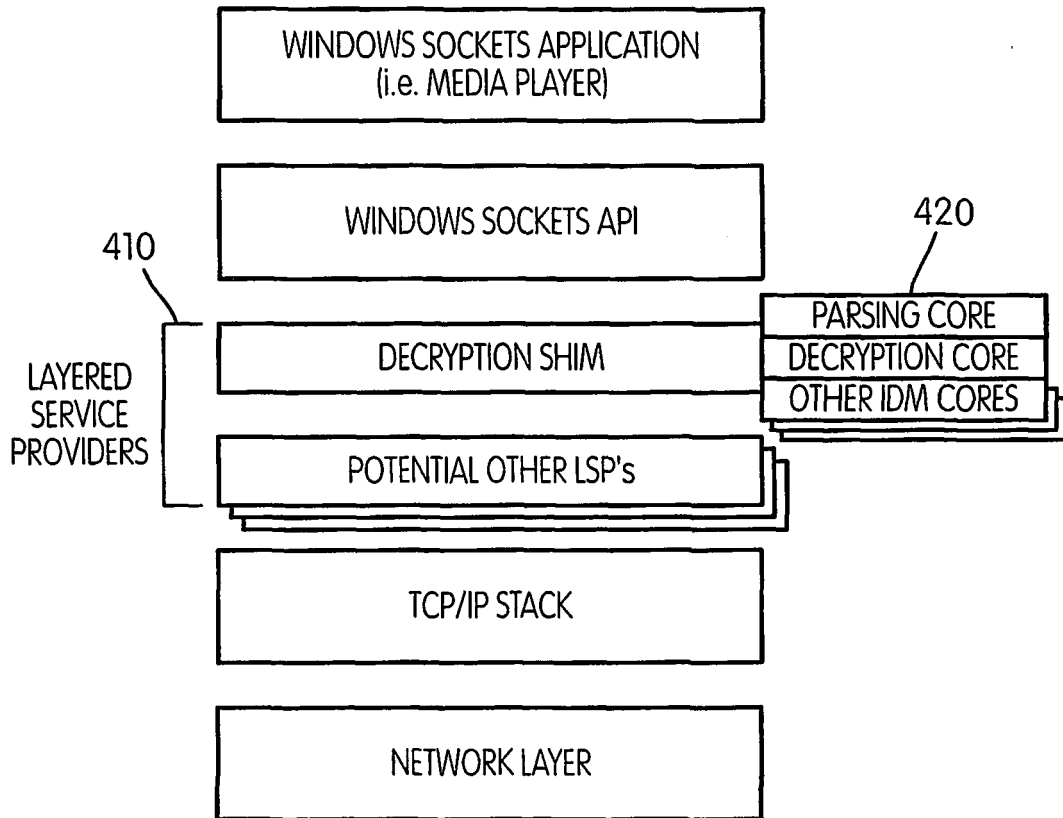 WINDOWS SOCKETS APPLICATION
(i.e. MEDIA PLAYER)
WINDOWS SOCKETS API
410
420
LAYERED
SERVICE
PROVIDERS
DECRYPTION SHIM
PARSING CORE
DECRYPTION CORE
OTHER IDM CORES
POTENTIAL OTHER LSP's
TCP/IP STACK
NETWORK LAYER